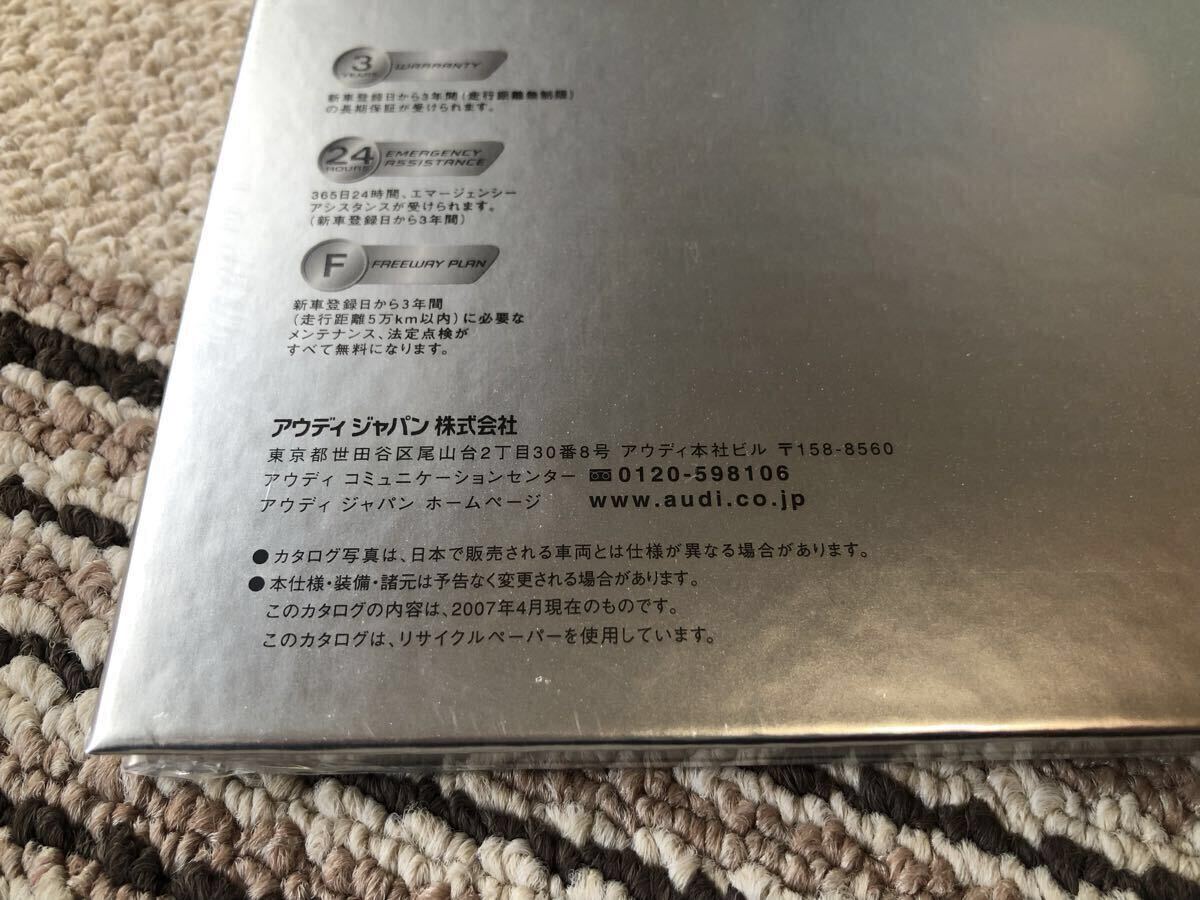 3 YEARS WARRANTY
新車登録日から3年間(走行距離無制限)
の長期保証が受けられます。
24 HOURS EMERGENCY ASSISTANCE
365日24時間、エマージェンシー
アシスタンスが受けられます。
(新車登録日から3年間)
F FREEWAY PLAN
新車登録日から3年間
(走行距離5万km以内)に必要な
メンテナンス、法定点検が
すべて無料になります。
アウディ ジャパン 株式会社
東京都世田谷区尾山台2丁目30番8号 アウディ本社ビル 〒158-8560
アウディ コミュニケーションセンター 0120-598106
アウディ ジャパン ホームページ www.audi.co.jp
●カタログ写真は、日本で販売される車両とは仕様が異なる場合があります。
●本仕様・装備・諸元は予告なく変更される場合があります。
このカタログの内容は、2007年4月現在のものです。
このカタログは、リサイクルペーパーを使用しています。